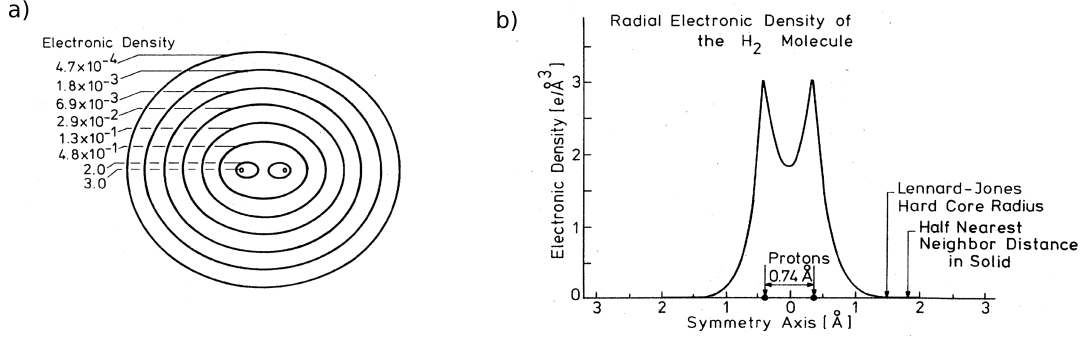 a)
Electronic Density
4.7x10⁻⁴
1.8x10⁻³
6.9x10⁻³
2.9x10⁻²
1.3x10⁻¹
4.8x10⁻¹
2.0
3.0
b)
Radial Electronic Density of
the H₂ Molecule
Electronic Density [e/Å³]
3
2
1
0
Lennard-Jones
Hard Core Radius
Half Nearest
Neighbor Distance
in Solid
Protons
0.74 Å
3 2 1 0 1 2 3
Symmetry Axis [Å]